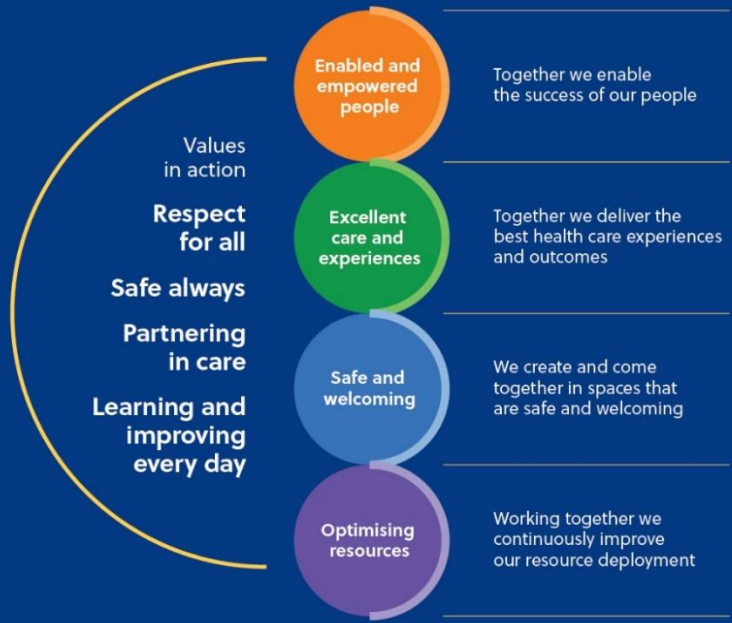 Values
in action
Respect
for all
Safe always
Partnering
in care
Learning and
improving
every day
Enabled and
empowered
people
Together we enable
the success of our people
Excellent
care and
experiences
Together we deliver the
best health care experiences
and outcomes
Safe and
welcoming
We create and come
together in spaces that
are safe and welcoming
Optimising
resources
Working together we
continuously improve
our resource deployment